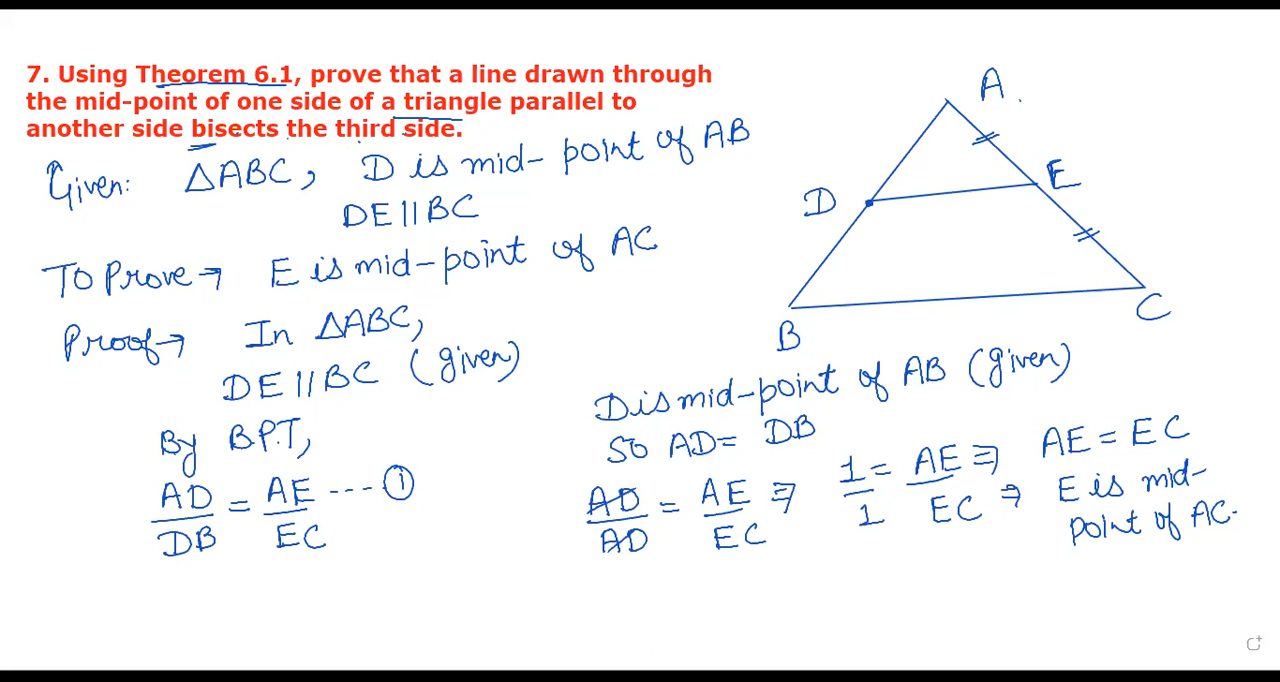 7. Using Theorem 6.1, prove that a line drawn through
the mid-point of one side of a triangle parallel to
another side bisects the third side.
Given: △ABC, D is mid-point of AB
DE || BC
To Prove → E is mid-point of AC
Proof → In △ABC,
DE || BC (given)
By B.P.T,
AD/DB = AE/EC --- ①
D is mid-point of AB (given)
So AD = DB
AD/AD = AE/EC ⇒ 1/1 = AE/EC ⇒ AE = EC
⇒ E is mid-
point of AC.
A
D
E
B
C